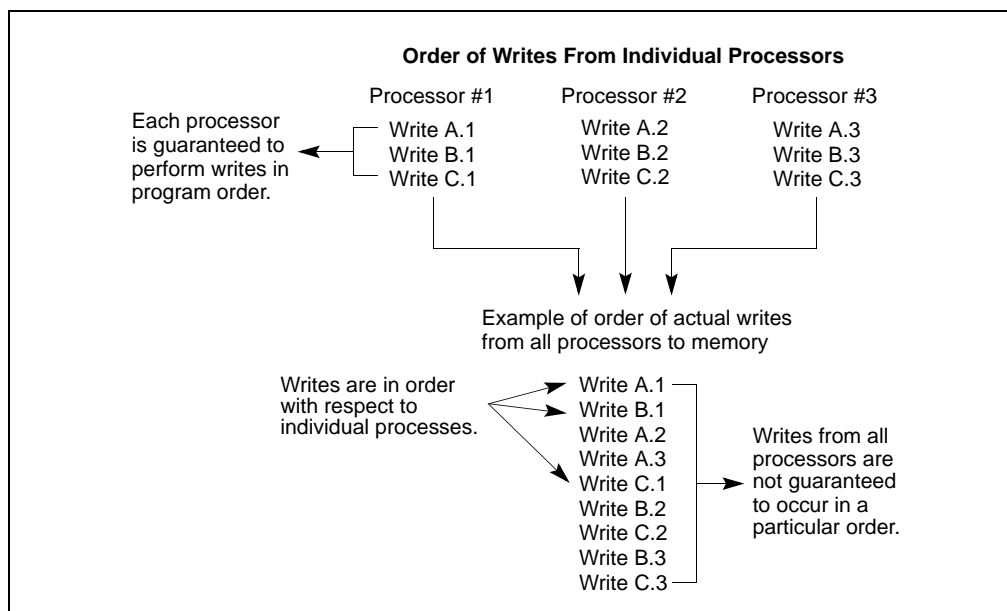 Order of Writes From Individual Processors
Processor #1
Processor #2
Processor #3
Each processor
is guaranteed to
perform writes in
program order.
Write A.1
Write B.1
Write C.1
Write A.2
Write B.2
Write C.2
Write A.3
Write B.3
Write C.3
Example of order of actual writes
from all processors to memory
Writes are in order
with respect to
individual processes.
Write A.1
Write B.1
Write A.2
Write A.3
Write C.1
Write B.2
Write C.2
Write B.3
Write C.3
Writes from all
processors are
not guaranteed
to occur in a
particular order.